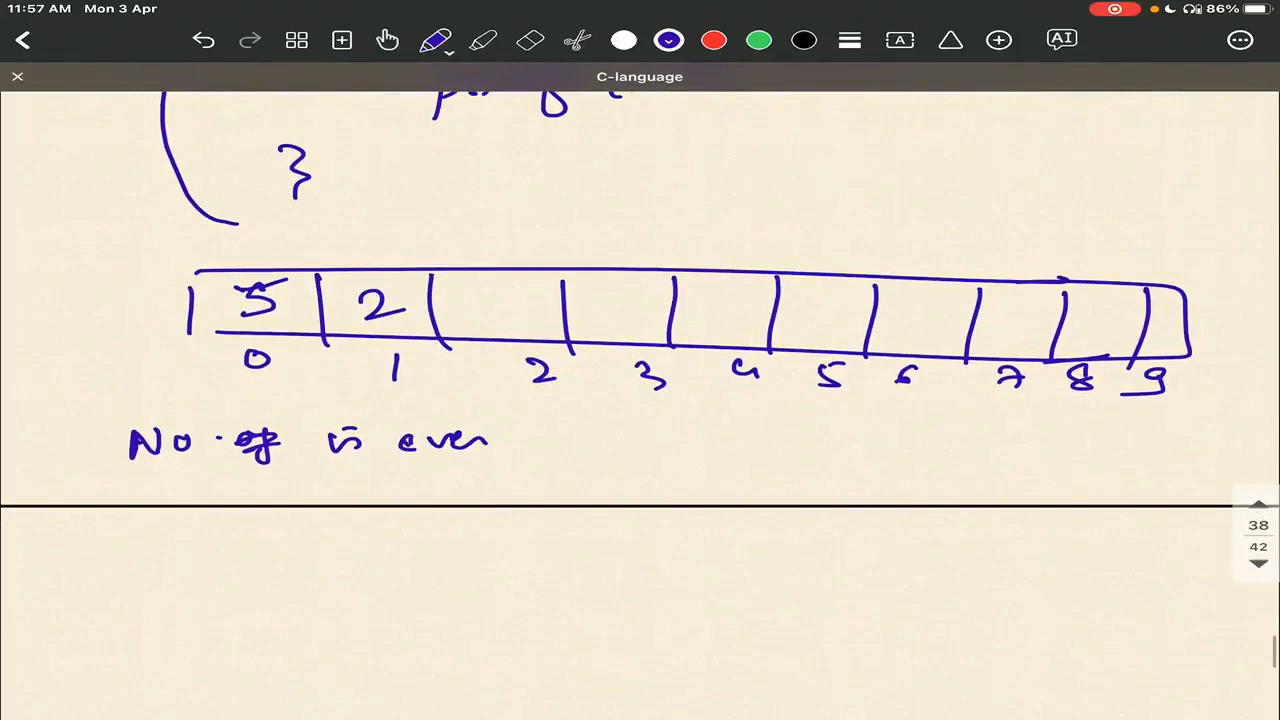 11:57 AM Mon 3 Apr 86%
A AI
C-language
}
5 2
0 1 2 3 4 5 6 7 8 9
No. of is even
38
42